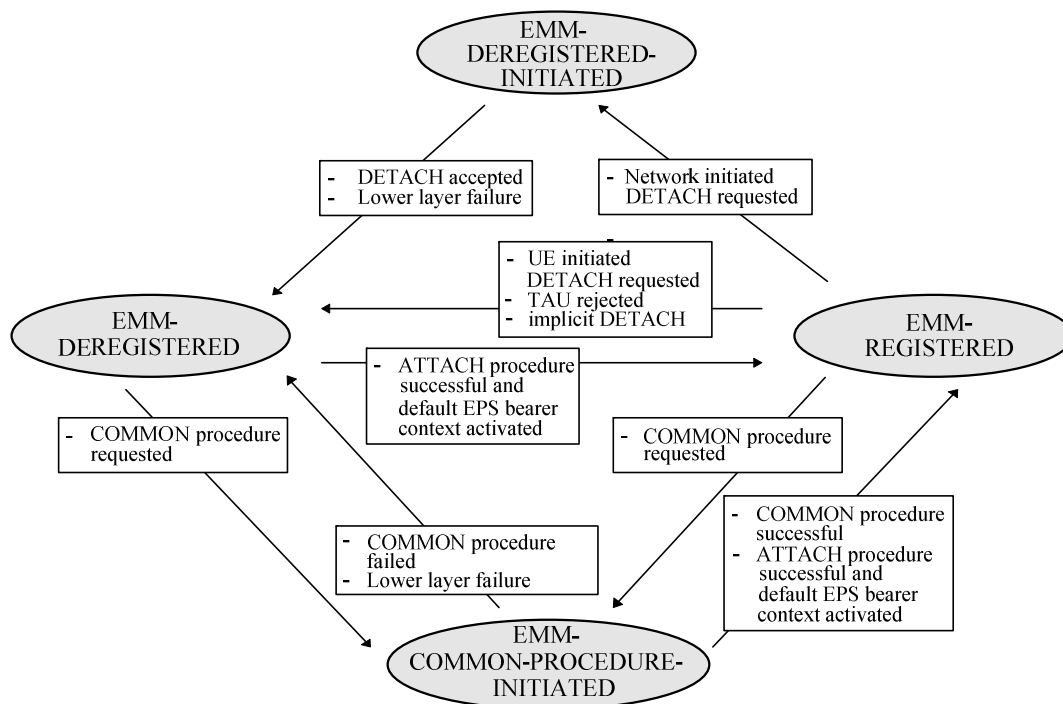 EMM-
DEREGISTERED-
INITIATED
- DETACH accepted
- Lower layer failure
- Network initiated
DETACH requested
-
- UE initiated
DETACH requested
- TAU rejected
- implicit DETACH
EMM-
DEREGISTERED
EMM-
REGISTERED
- ATTACH procedure
successful and
default EPS bearer
context activated
- COMMON procedure
requested
- COMMON procedure
requested
- COMMON procedure
failed
- Lower layer failure
- COMMON procedure
successful
- ATTACH procedure
successful and
default EPS bearer
context activated
EMM-
COMMON-PROCEDURE-
INITIATED